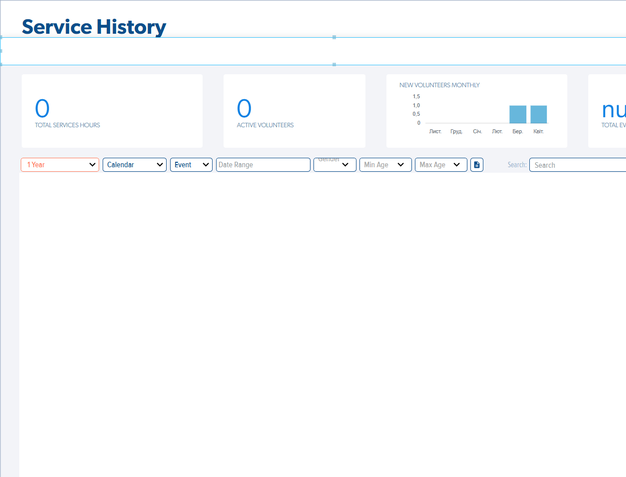 Service History
0
TOTAL SERVICES HOURS
0
ACTIVE VOLUNTEERS
NEW VOLUNTEERS MONTHLY
1.5
1.0
0.5
0
Лист. Груд. Січ. Лют. Бер. Квіт.
nu
TOTAL EV
1 Year Calendar Event Date Range Gender Min Age Max Age Search: Search